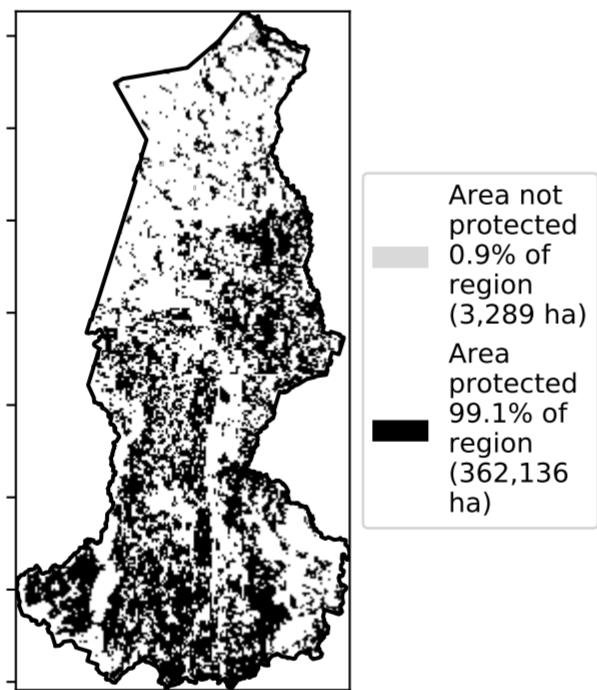 Area not
protected
0.9% of
region
(3,289 ha)
Area
protected
99.1% of
region
(362,136
ha)